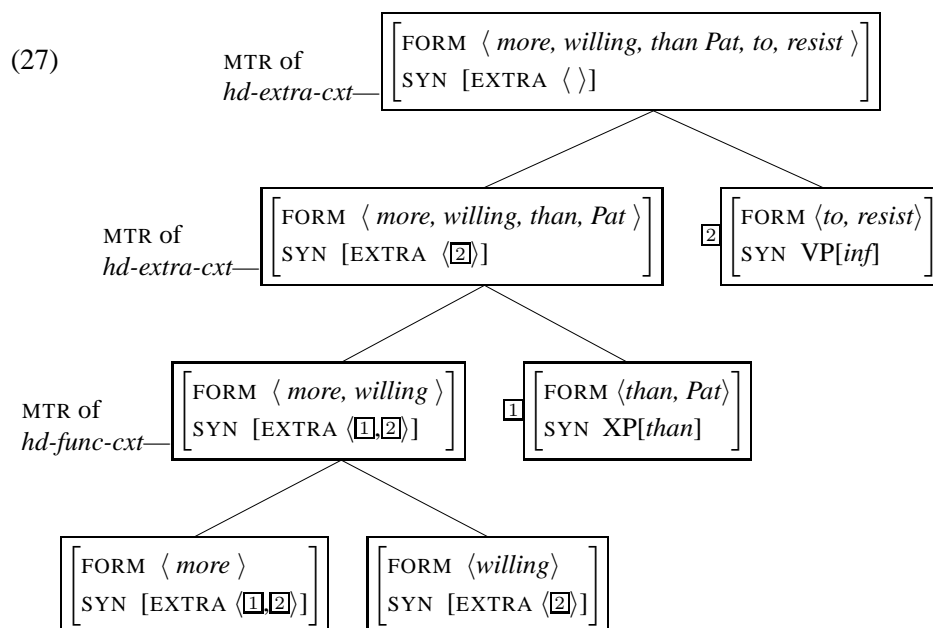 (27)
MTR of
hd-extra-cxt
FORM ⟨ more, willing, than Pat, to, resist ⟩
SYN [EXTRA ⟨ ⟩]
MTR of
hd-extra-cxt
FORM ⟨ more, willing, than, Pat ⟩
SYN [EXTRA ⟨2⟩]
2
FORM ⟨to, resist⟩
SYN VP[inf]
MTR of
hd-func-cxt
FORM ⟨ more, willing ⟩
SYN [EXTRA ⟨1,2⟩]
1
FORM ⟨than, Pat⟩
SYN XP[than]
FORM ⟨ more ⟩
SYN [EXTRA ⟨1,2⟩]
FORM ⟨willing⟩
SYN [EXTRA ⟨2⟩]